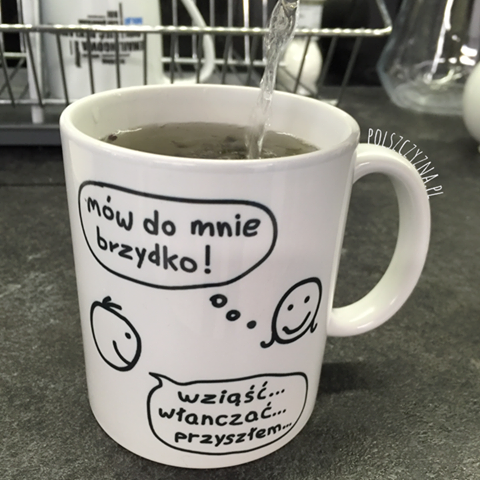 mów do mnie
brzydko!
wziąść...
włanczać...
przyszłem...
POLSZCZYZNA.PL